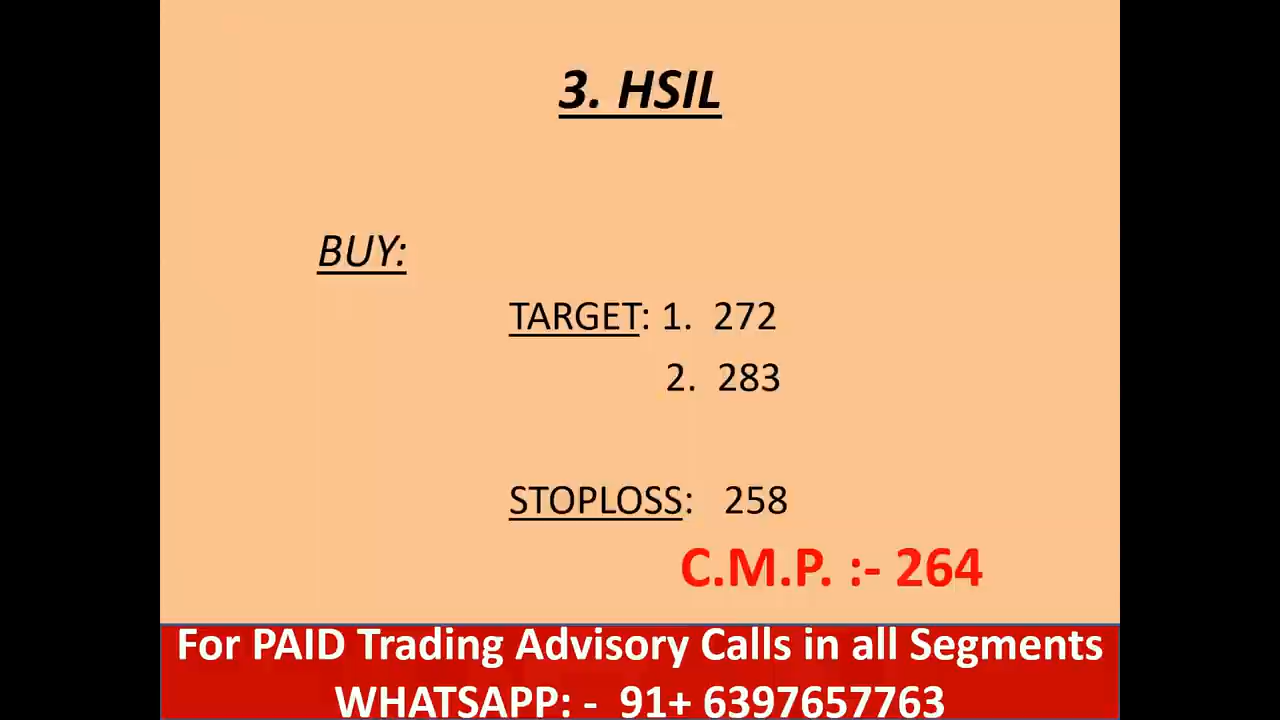 3. HSIL
BUY:
TARGET: 1. 272
2. 283
STOPLOSS: 258
C.M.P. :- 264
For PAID Trading Advisory Calls in all Segments
WHATSAPP: - 91+ 6397657763